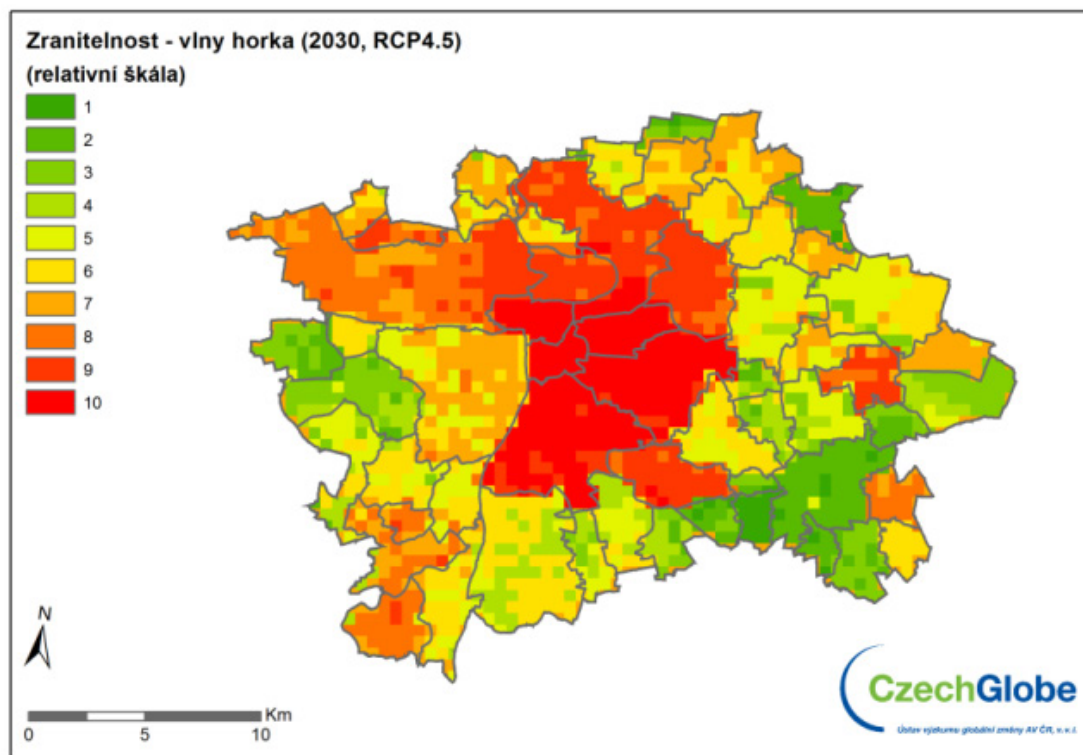 Zranitelnost - vlny horka (2030, RCP4.5)
(relativní škála)
1
2
3
4
5
6
7
8
9
10
N
Km
0 5 10
CzechGlobe
Ústav výzkumu globální změny AV ČR, v.v.i.